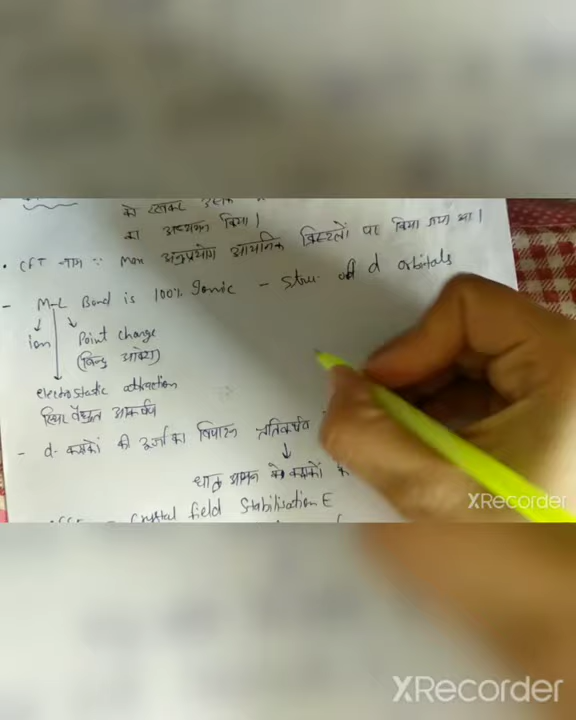 का अध्ययन किया।
• CFT नाम ∵ Max अनुप्रयोग आयनिक क्रिस्टलों पर किया गया था।
- M-L Bond is 100% Ionic - Stru. of d orbitals
ion Point Charge
(बिन्दु आवेश)
electrostatic attraction
स्थिर वैद्युत आकर्षण
- d-कक्षकों की ऊर्जा का विपाटन प्रतिकर्षण
धातु आयन के कक्षकों
Crystal field Stabilisation E
XRecorder
XRecorder